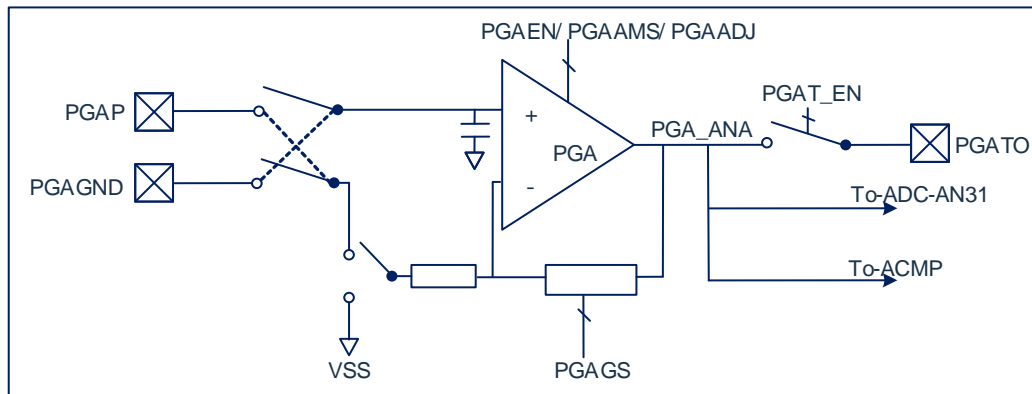 PGAEN/ PGAAMS/ PGAADJ
PGAP
PGAT_EN
+
PGA_ANA
PGA
PGATO
PGAGND
-
To-ADC-AN31
To-ACMP
VSS
PGAGS